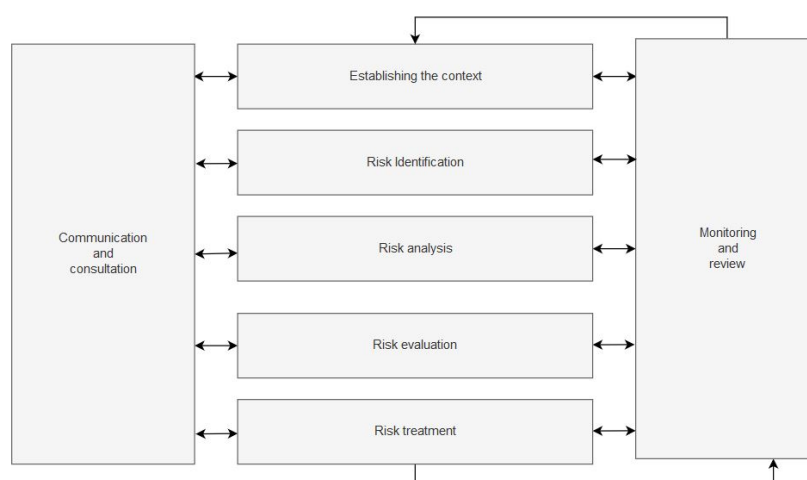 Establishing the context
Risk Identification
Communication
and
consultation
Risk analysis
Monitoring
and
review
Risk evaluation
Risk treatment